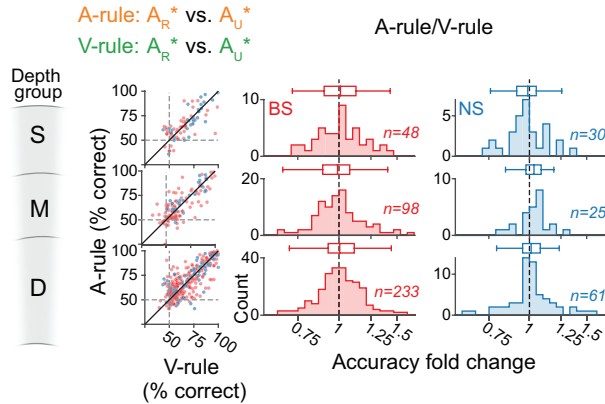 A-rule: A_R* vs. A_U*
V-rule: A_R* vs. A_U*
A-rule/V-rule
Depth
group
S
M
D
A-rule (% correct)
100
75
50
100
75
50
100
75
50
50
75
100
V-rule
(% correct)
BS
10
0
n=48
20
0
n=98
Count
40
0
n=233
0.75
1
1.25
1.5
NS
5
0
n=30
10
0
n=25
10
0
n=61
0.75
1
1.25
1.5
Accuracy fold change